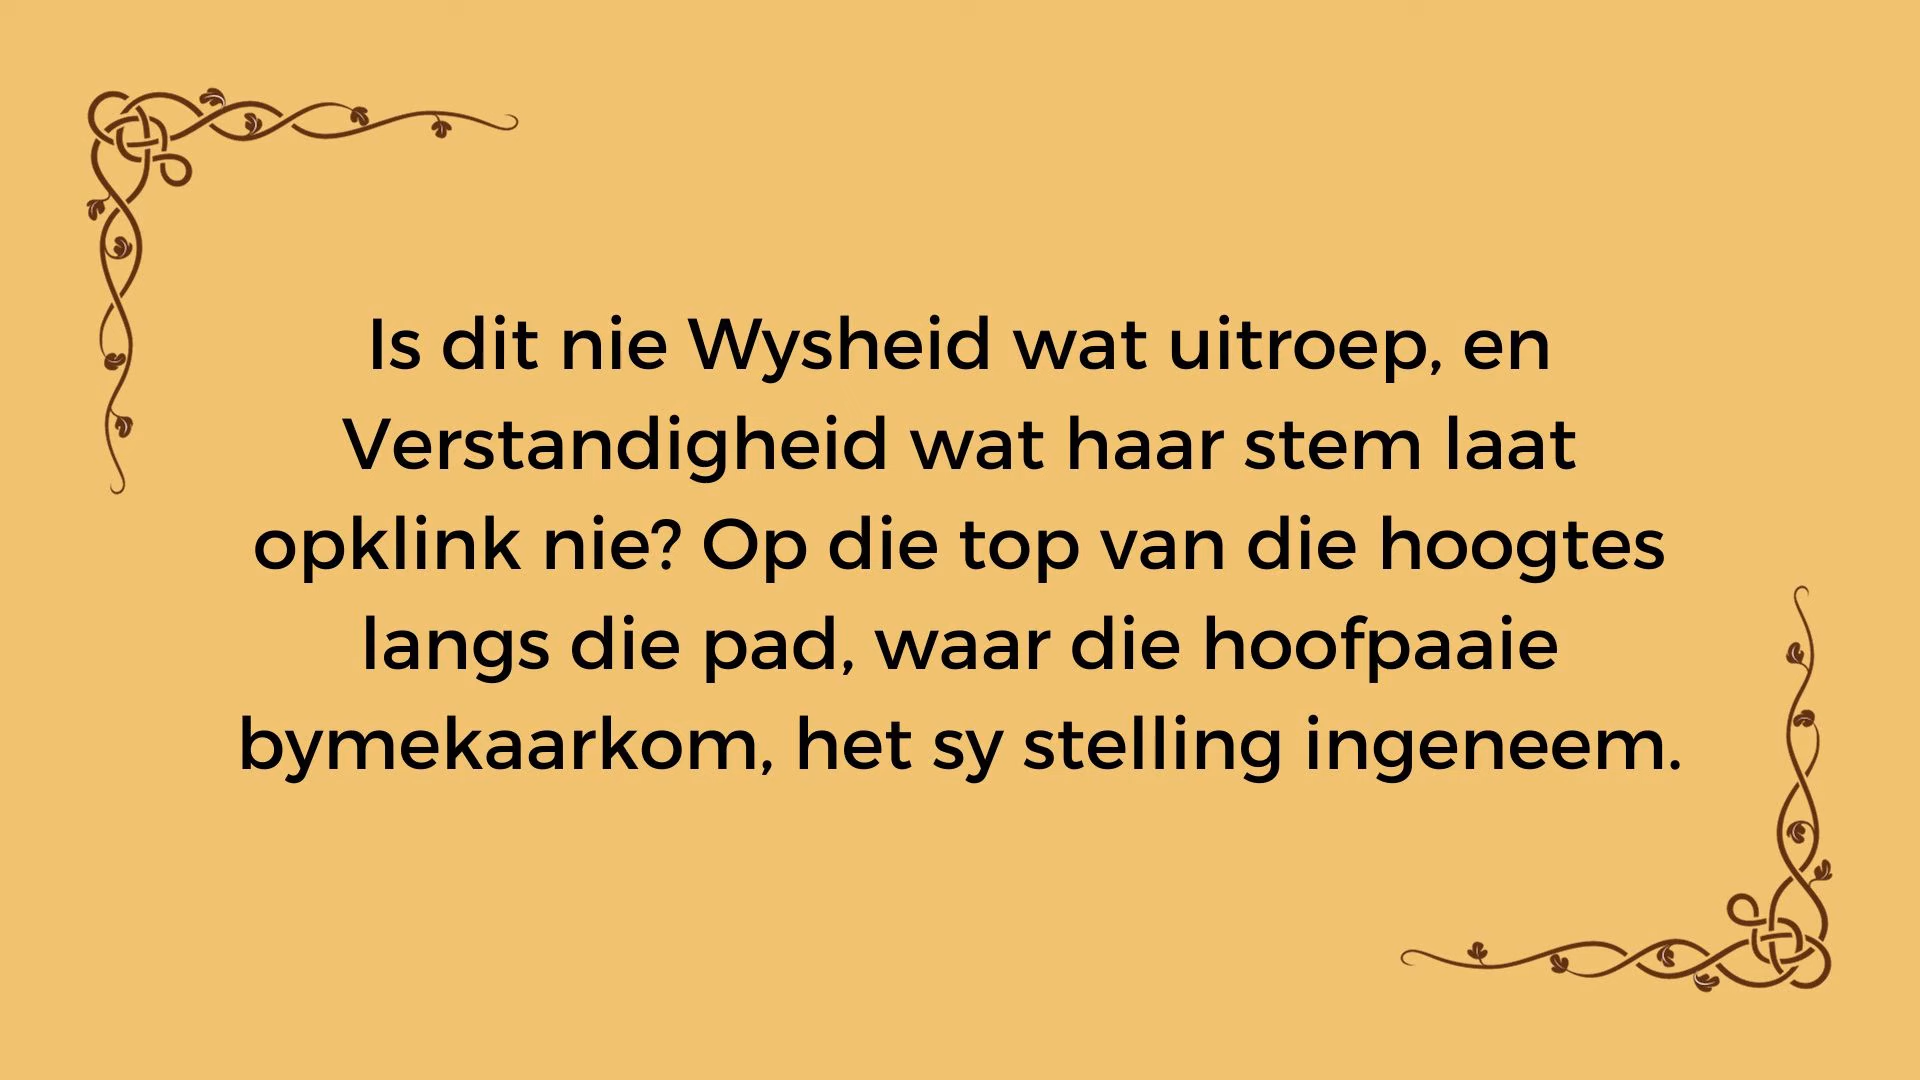 Is dit nie Wysheid wat uitroep, en
Verstandigheid wat haar stem laat
opklink nie? Op die top van die hoogtes
langs die pad, waar die hoofpaaie
bymekaarkom, het sy stelling ingeneem.